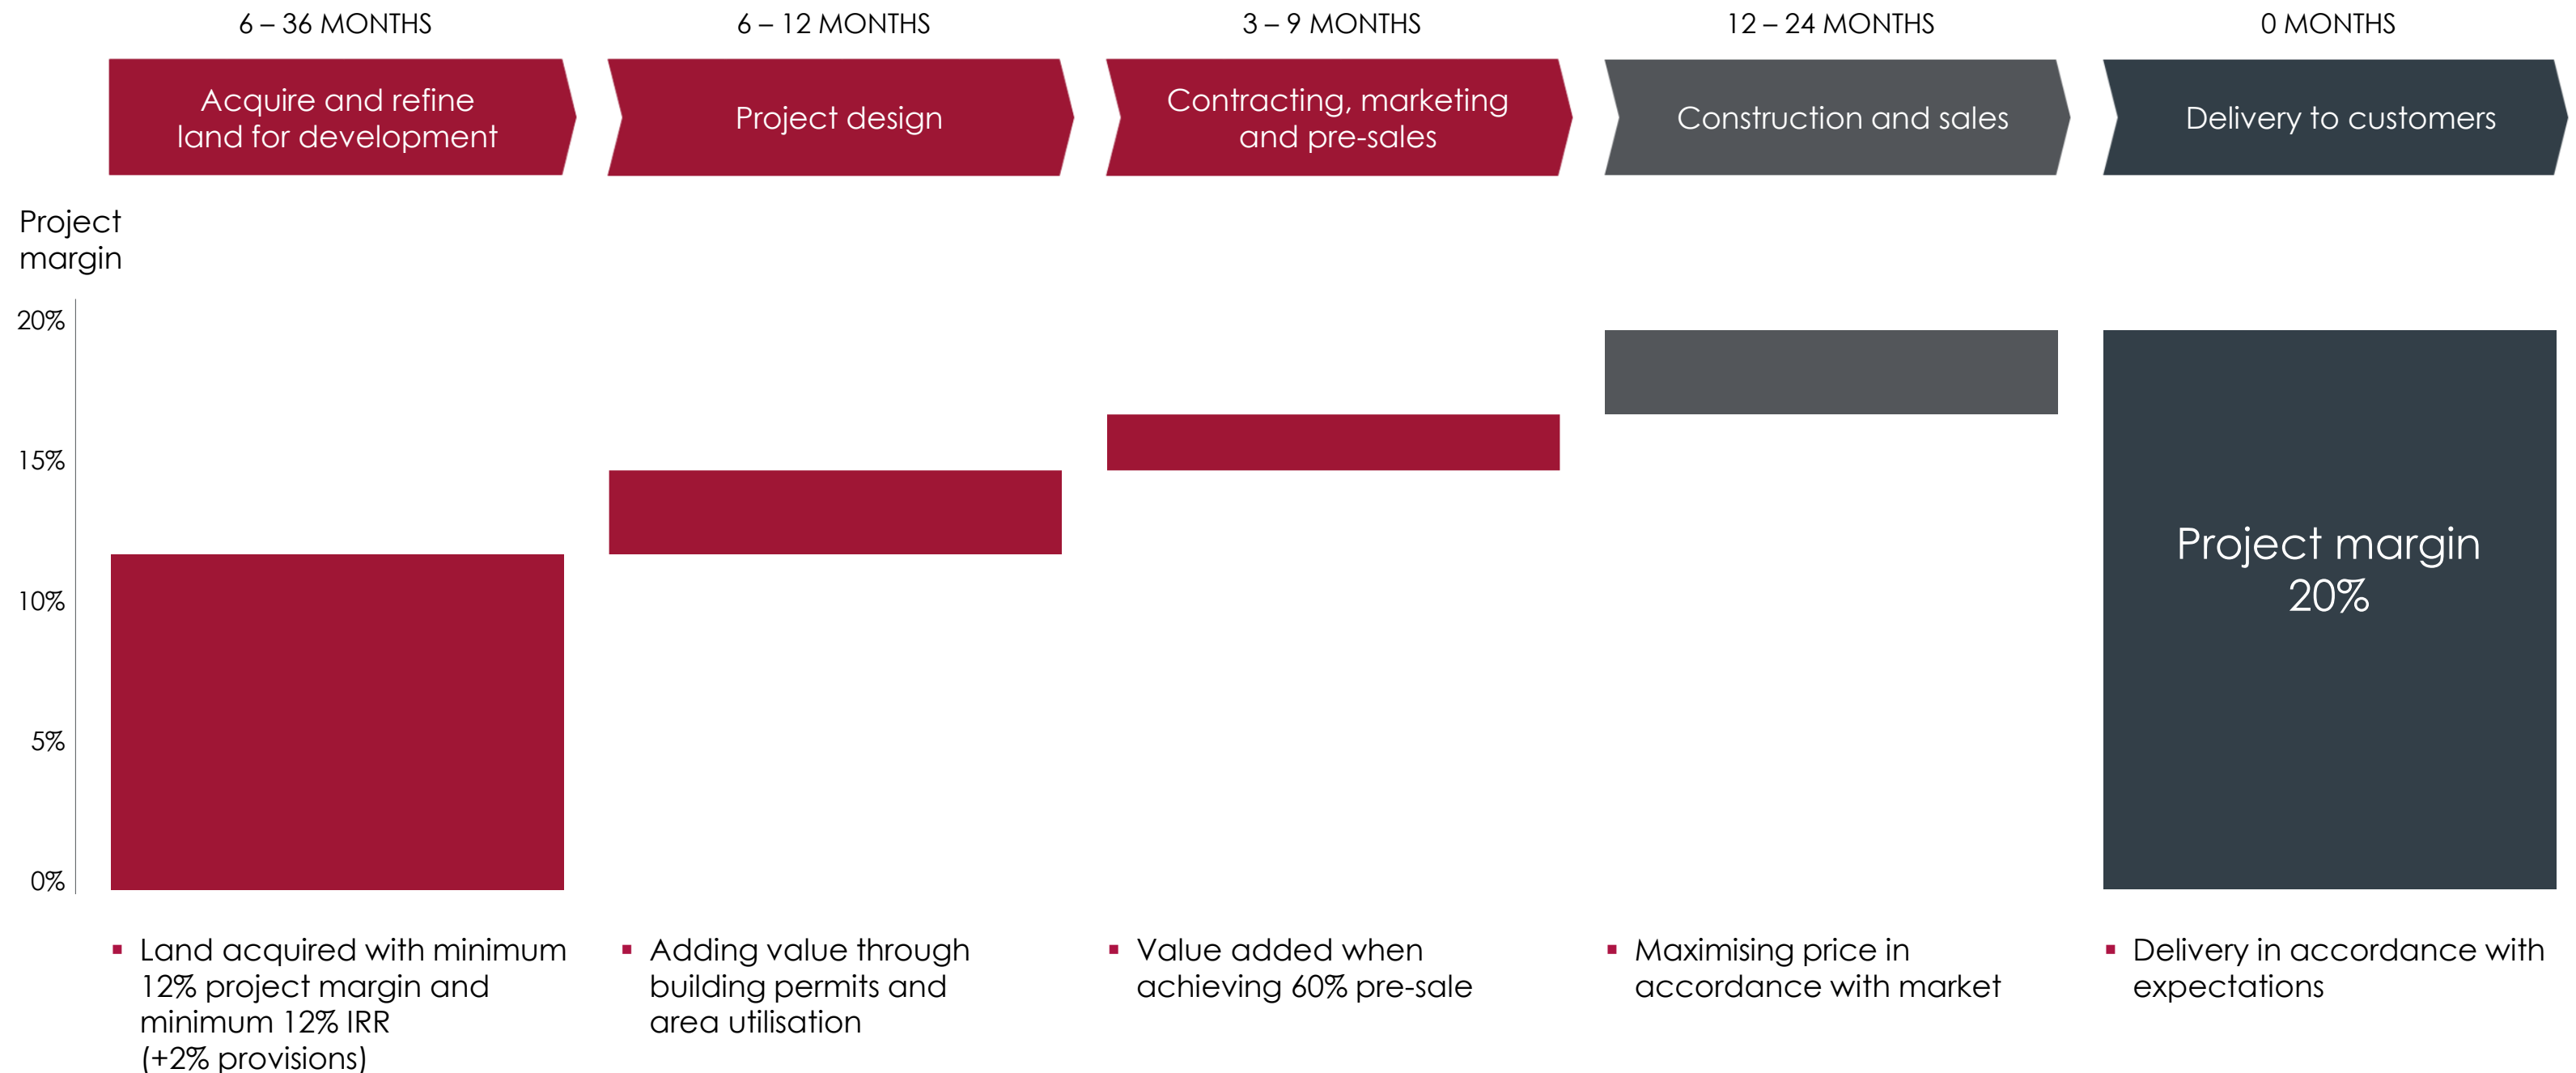 6 – 36 MONTHS
6 – 12 MONTHS
3 – 9 MONTHS
12 – 24 MONTHS
0 MONTHS
Acquire and refine
land for development
Project design
Contracting, marketing
and pre-sales
Construction and sales
Delivery to customers
Project
margin
20%
15%
10%
5%
0%
Project margin
20%
▪ Land acquired with minimum
12% project margin and
minimum 12% IRR
(+2% provisions)
▪ Adding value through
building permits and
area utilisation
▪ Value added when
achieving 60% pre-sale
▪ Maximising price in
accordance with market
▪ Delivery in accordance with
expectations